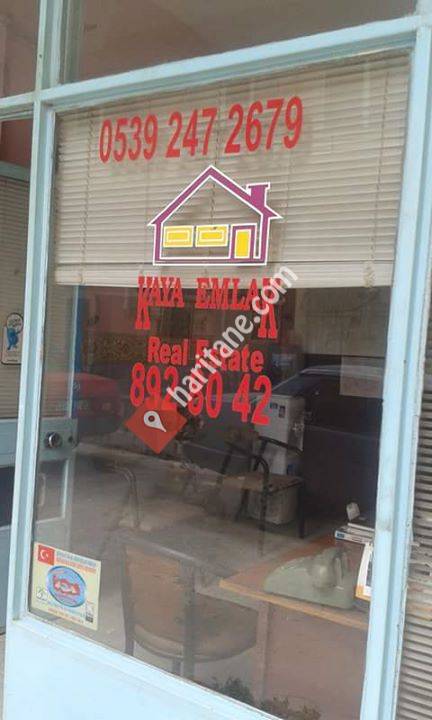 0539 247 2679
KAYA EMLAK
Real Estate
892 80 42
haritane.com